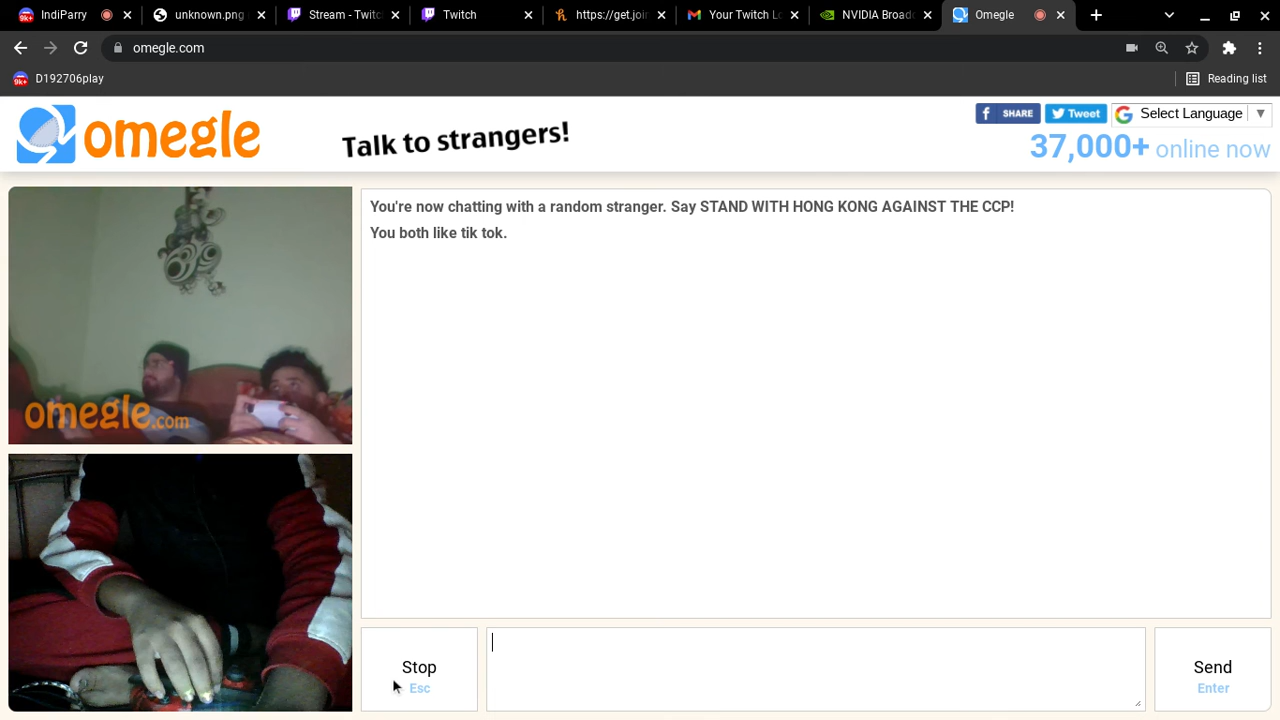 IndiParry
unknown.png
Stream - Twitc
Twitch
https://get.joi
Your Twitch L
NVIDIA Broad
Omegle
omegle.com
9k+ D192706play
Reading list
omegle
Talk to strangers!
SHARE
Tweet
Select Language ▼
37,000+ online now
You're now chatting with a random stranger. Say STAND WITH HONG KONG AGAINST THE CCP!
You both like tik tok.
omegle.com
Stop
Esc
Send
Enter